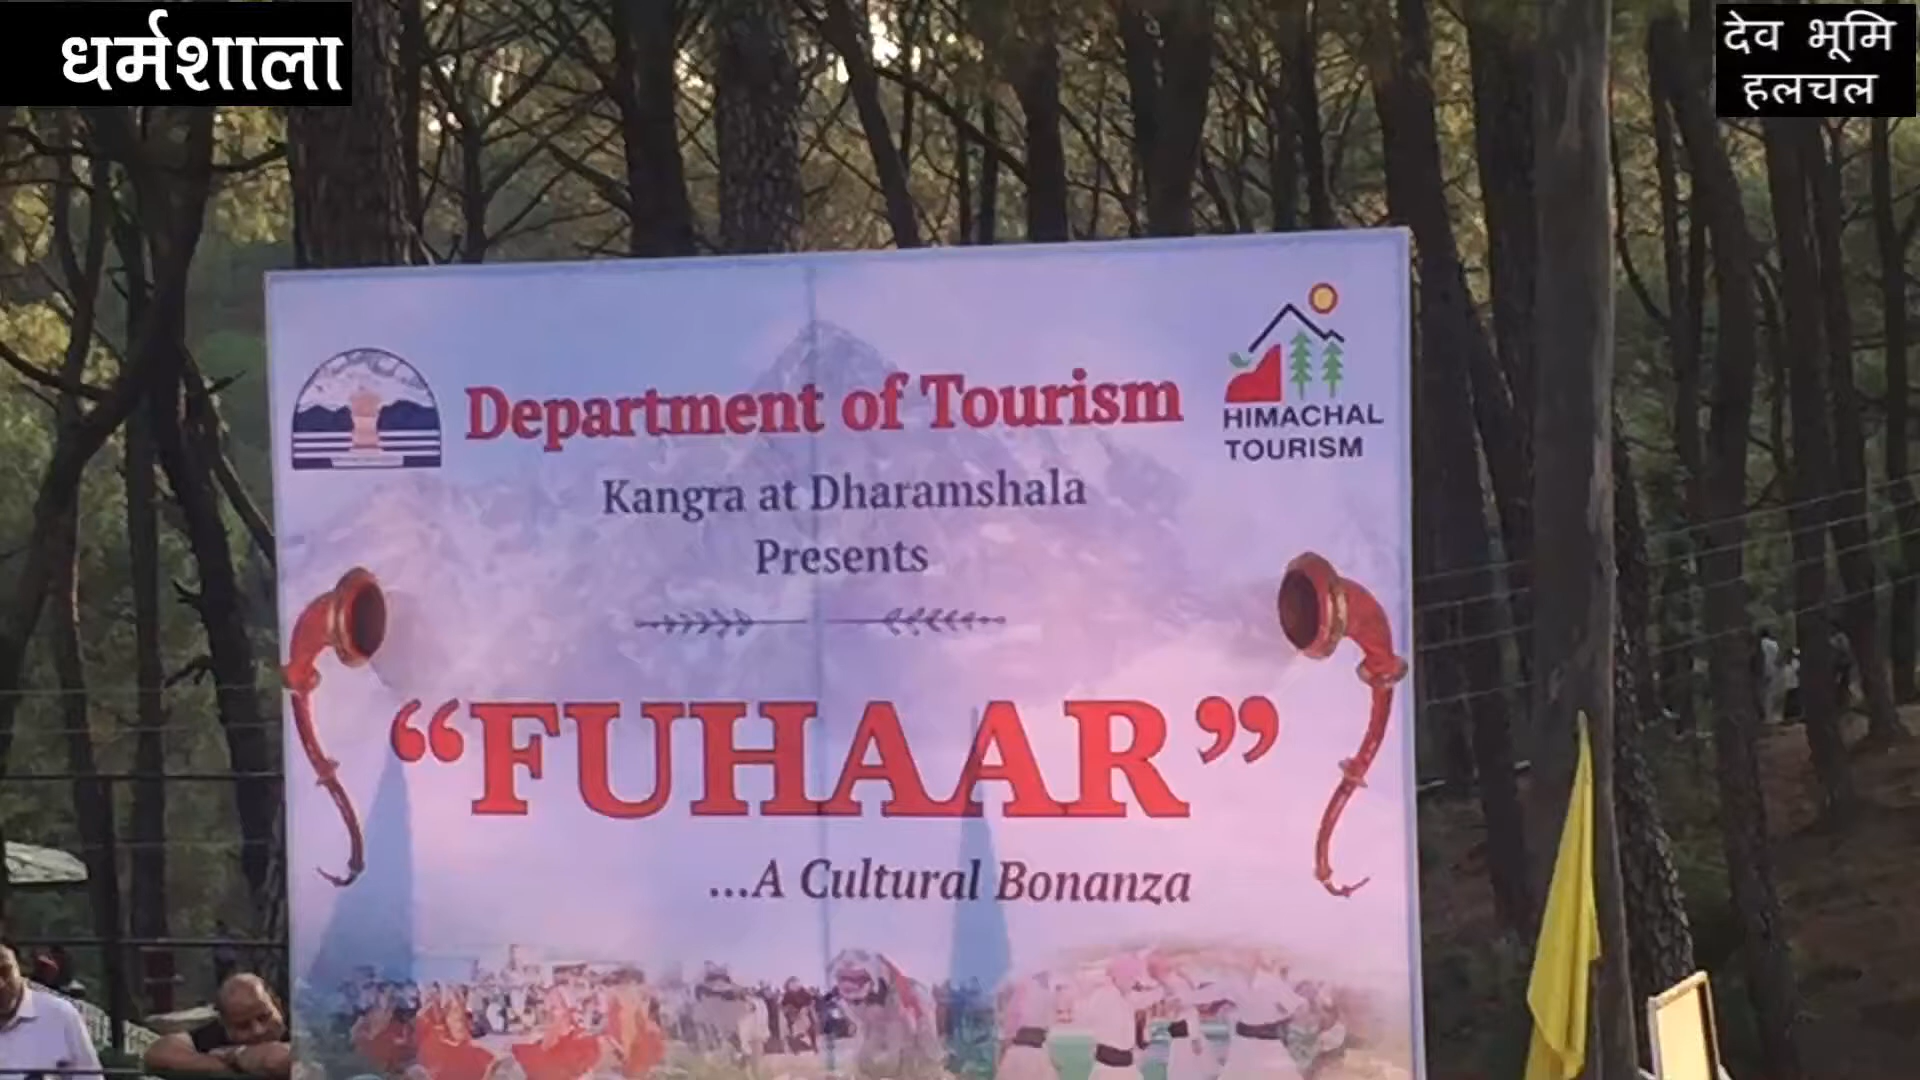 धर्मशाला
देव भूमि
हलचल
Department of Tourism
HIMACHAL
TOURISM
Kangra at Dharamshala
Presents
“FUHAAR”
...A Cultural Bonanza